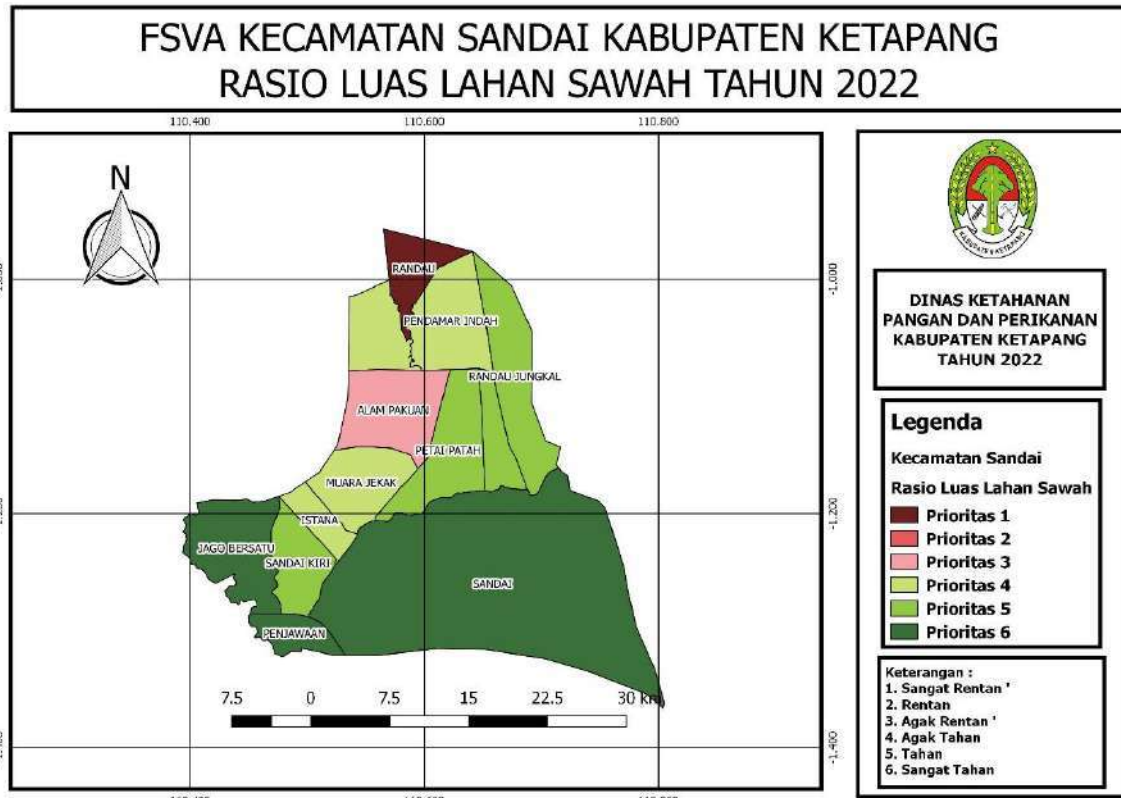 FSVA KECAMATAN SANDAI KABUPATEN KETAPANG
RASIO LUAS LAHAN SAWAH TAHUN 2022
110.400 110.600 110.800
N
RANDAU
-1.000
PENDAMAR INDAH
RANDAU JUNGKAL
ALAM PAKUAN
PETAI PATAH
MUARA JEKAK
-1.200
ISTANA
JAGO BERSATU
SANDAI KIRI
SANDAI
PENJAWAAN
7.5 0 7.5 15 22.5 30 km
-1.400
KABUPATEN KETAPANG
DINAS KETAHANAN
PANGAN DAN PERIKANAN
KABUPATEN KETAPANG
TAHUN 2022
Legenda
Kecamatan Sandai
Rasio Luas Lahan Sawah
Prioritas 1
Prioritas 2
Prioritas 3
Prioritas 4
Prioritas 5
Prioritas 6
Keterangan :
1. Sangat Rentan '
2. Rentan
3. Agak Rentan '
4. Agak Tahan
5. Tahan
6. Sangat Tahan